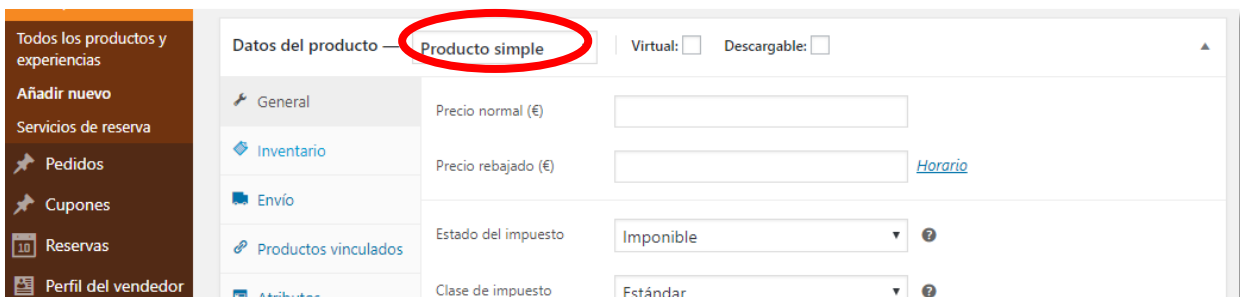 Todos los productos y
experiencias
Añadir nuevo
Servicios de reserva
Pedidos
Cupones
10 Reservas
Perfil del vendedor
Datos del producto — Producto simple Virtual: Descargable:
General
Inventario
Envío
Productos vinculados
Atributos
Precio normal (€)
Precio rebajado (€) Horario
Estado del impuesto Imponible
Clase de impuesto Estándar